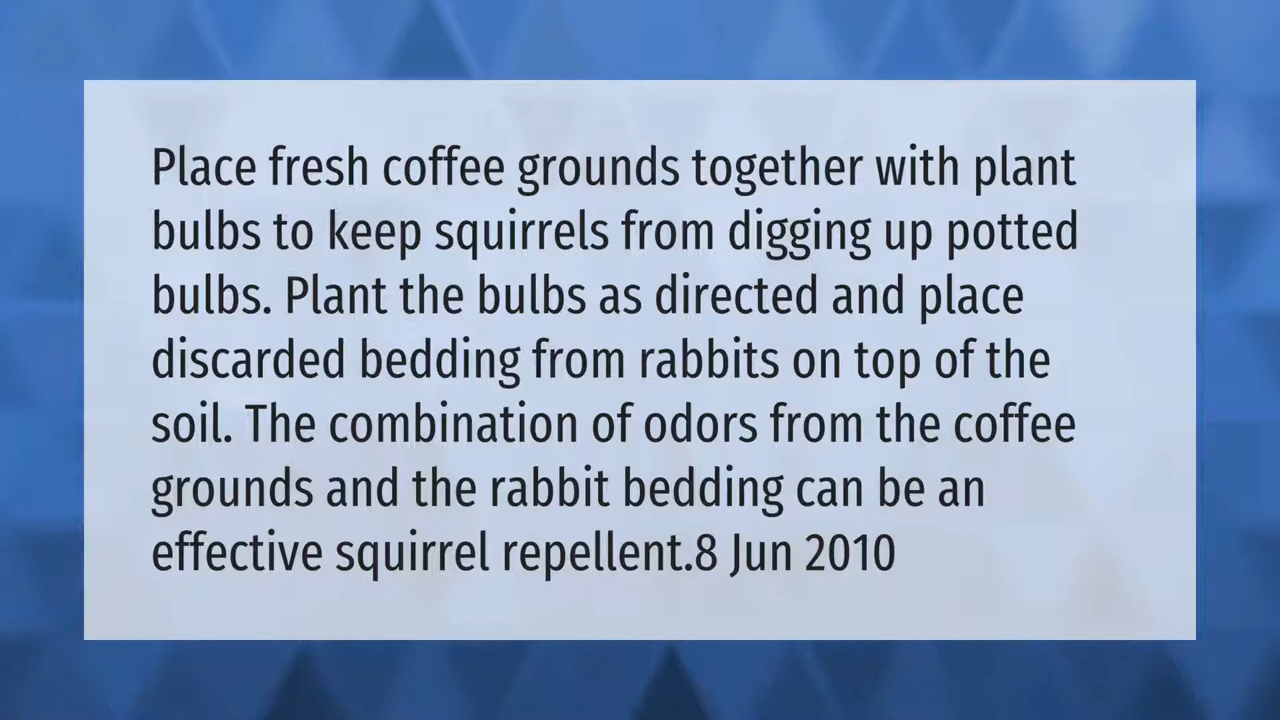 Place fresh coffee grounds together with plant
bulbs to keep squirrels from digging up potted
bulbs. Plant the bulbs as directed and place
discarded bedding from rabbits on top of the
soil. The combination of odors from the coffee
grounds and the rabbit bedding can be an
effective squirrel repellent.8 Jun 2010